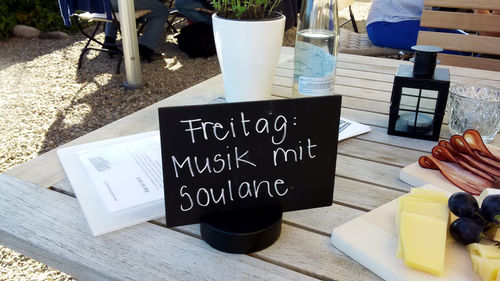 Freitag:
Musik mit
Soulane